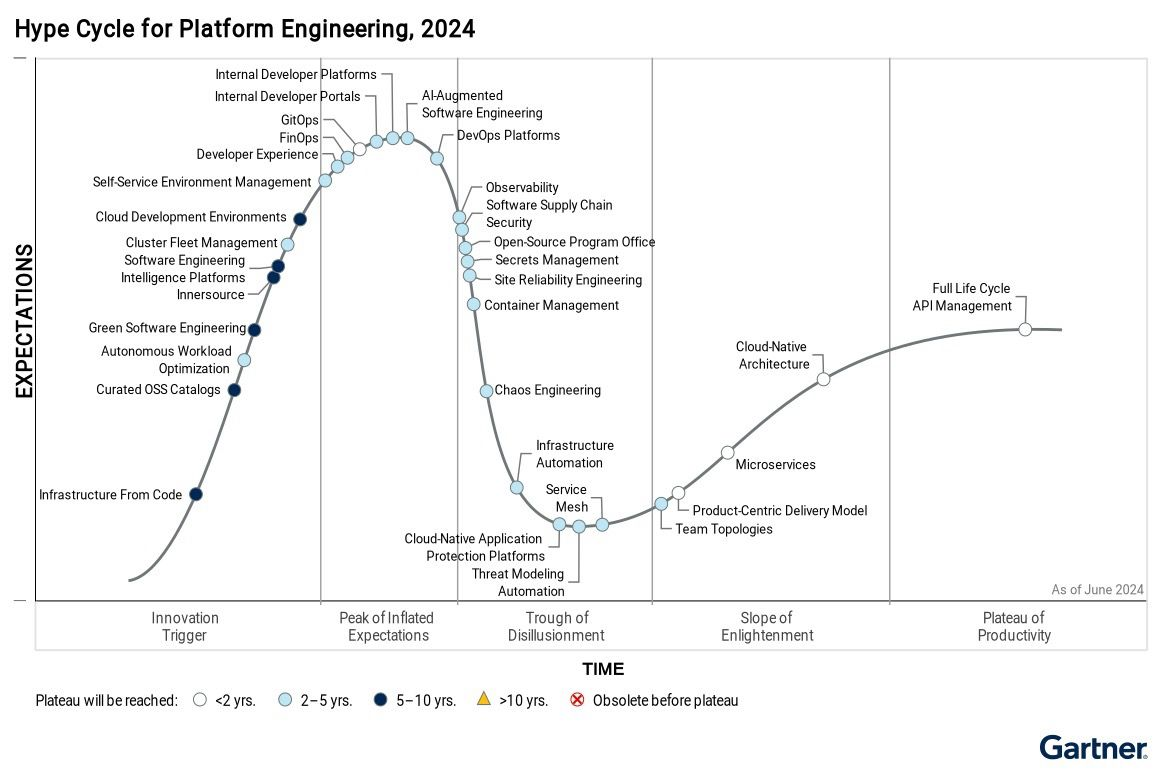 Hype Cycle for Platform Engineering, 2024
EXPECTATIONS
Internal Developer Platforms
Internal Developer Portals
GitOps
FinOps
Developer Experience
Self-Service Environment Management
Cloud Development Environments
Cluster Fleet Management
Software Engineering
Intelligence Platforms
Innersource
Green Software Engineering
Autonomous Workload
Optimization
Curated OSS Catalogs
Infrastructure From Code
AI-Augmented
Software Engineering
DevOps Platforms
Observability
Software Supply Chain
Security
Open-Source Program Office
Secrets Management
Site Reliability Engineering
Container Management
Chaos Engineering
Infrastructure
Automation
Service
Mesh
Cloud-Native Application
Protection Platforms
Threat Modeling
Automation
Full Life Cycle
API Management
Cloud-Native
Architecture
Microservices
Product-Centric Delivery Model
Team Topologies
As of June 2024
Innovation
Trigger
Peak of Inflated
Expectations
Trough of
Disillusionment
Slope of
Enlightenment
Plateau of
Productivity
TIME
Plateau will be reached: <2 yrs. 2–5 yrs. 5–10 yrs. >10 yrs. Obsolete before plateau
Gartner®